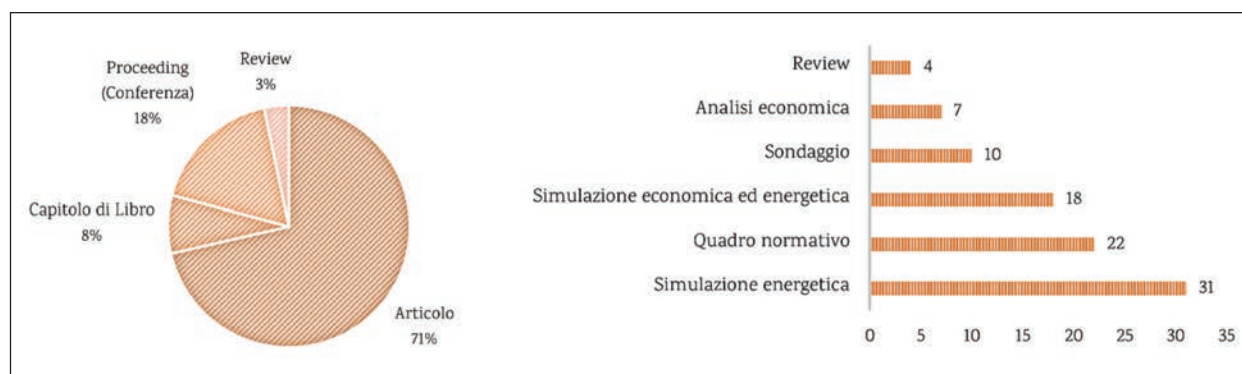 Review
3%
Proceeding
(Conferenza)
18%
Capitolo di Libro
8%
Articolo
71%
Review 4
Analisi economica 7
Sondaggio 10
Simulazione economica ed energetica 18
Quadro normativo 22
Simulazione energetica 31
0 5 10 15 20 25 30 35